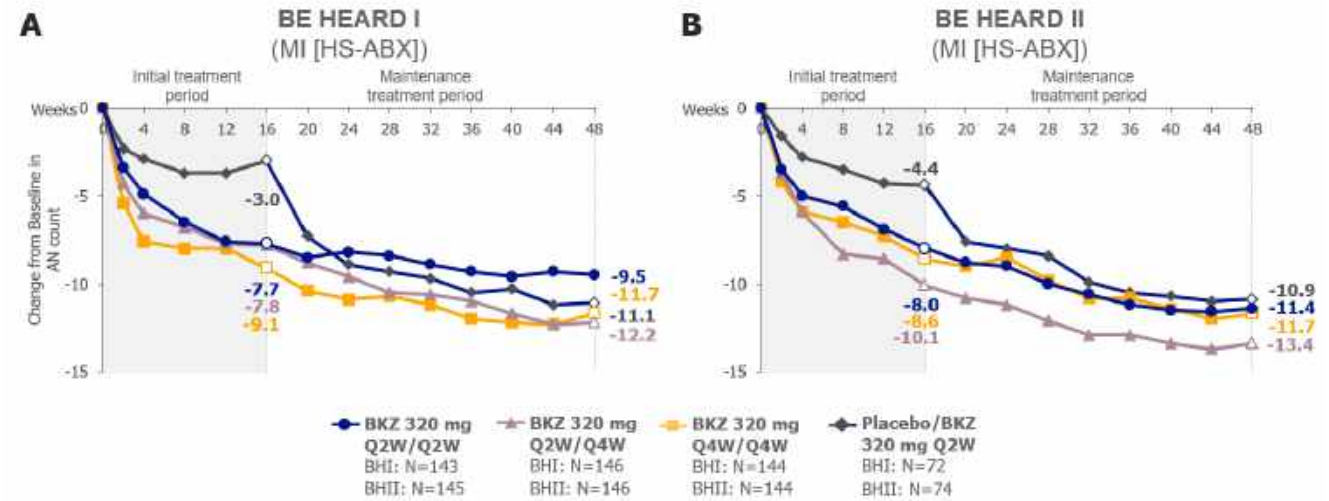 A
BE HEARD I
(MI [HS-ABX])
Initial treatment
period
Maintenance
treatment period
Weeks 0
0 4 8 12 16 20 24 28 32 36 40 44 48
-5
-10
-15
Change from Baseline in
AN count
-3.0
-7.7
-7.8
-9.1
-9.5
-11.7
-11.1
-12.2
B
BE HEARD II
(MI [HS-ABX])
Initial treatment
period
Maintenance
treatment period
Weeks 0
0 4 8 12 16 20 24 28 32 36 40 44 48
-5
-10
-15
-4.4
-8.0
-8.6
-10.1
-10.9
-11.4
-11.7
-13.4
BKZ 320 mg
Q2W/Q2W
BHI: N=143
BHII: N=145
BKZ 320 mg
Q2W/Q4W
BHI: N=146
BHII: N=146
BKZ 320 mg
Q4W/Q4W
BHI: N=144
BHII: N=144
Placebo/BKZ
320 mg Q2W
BHI: N=72
BHII: N=74